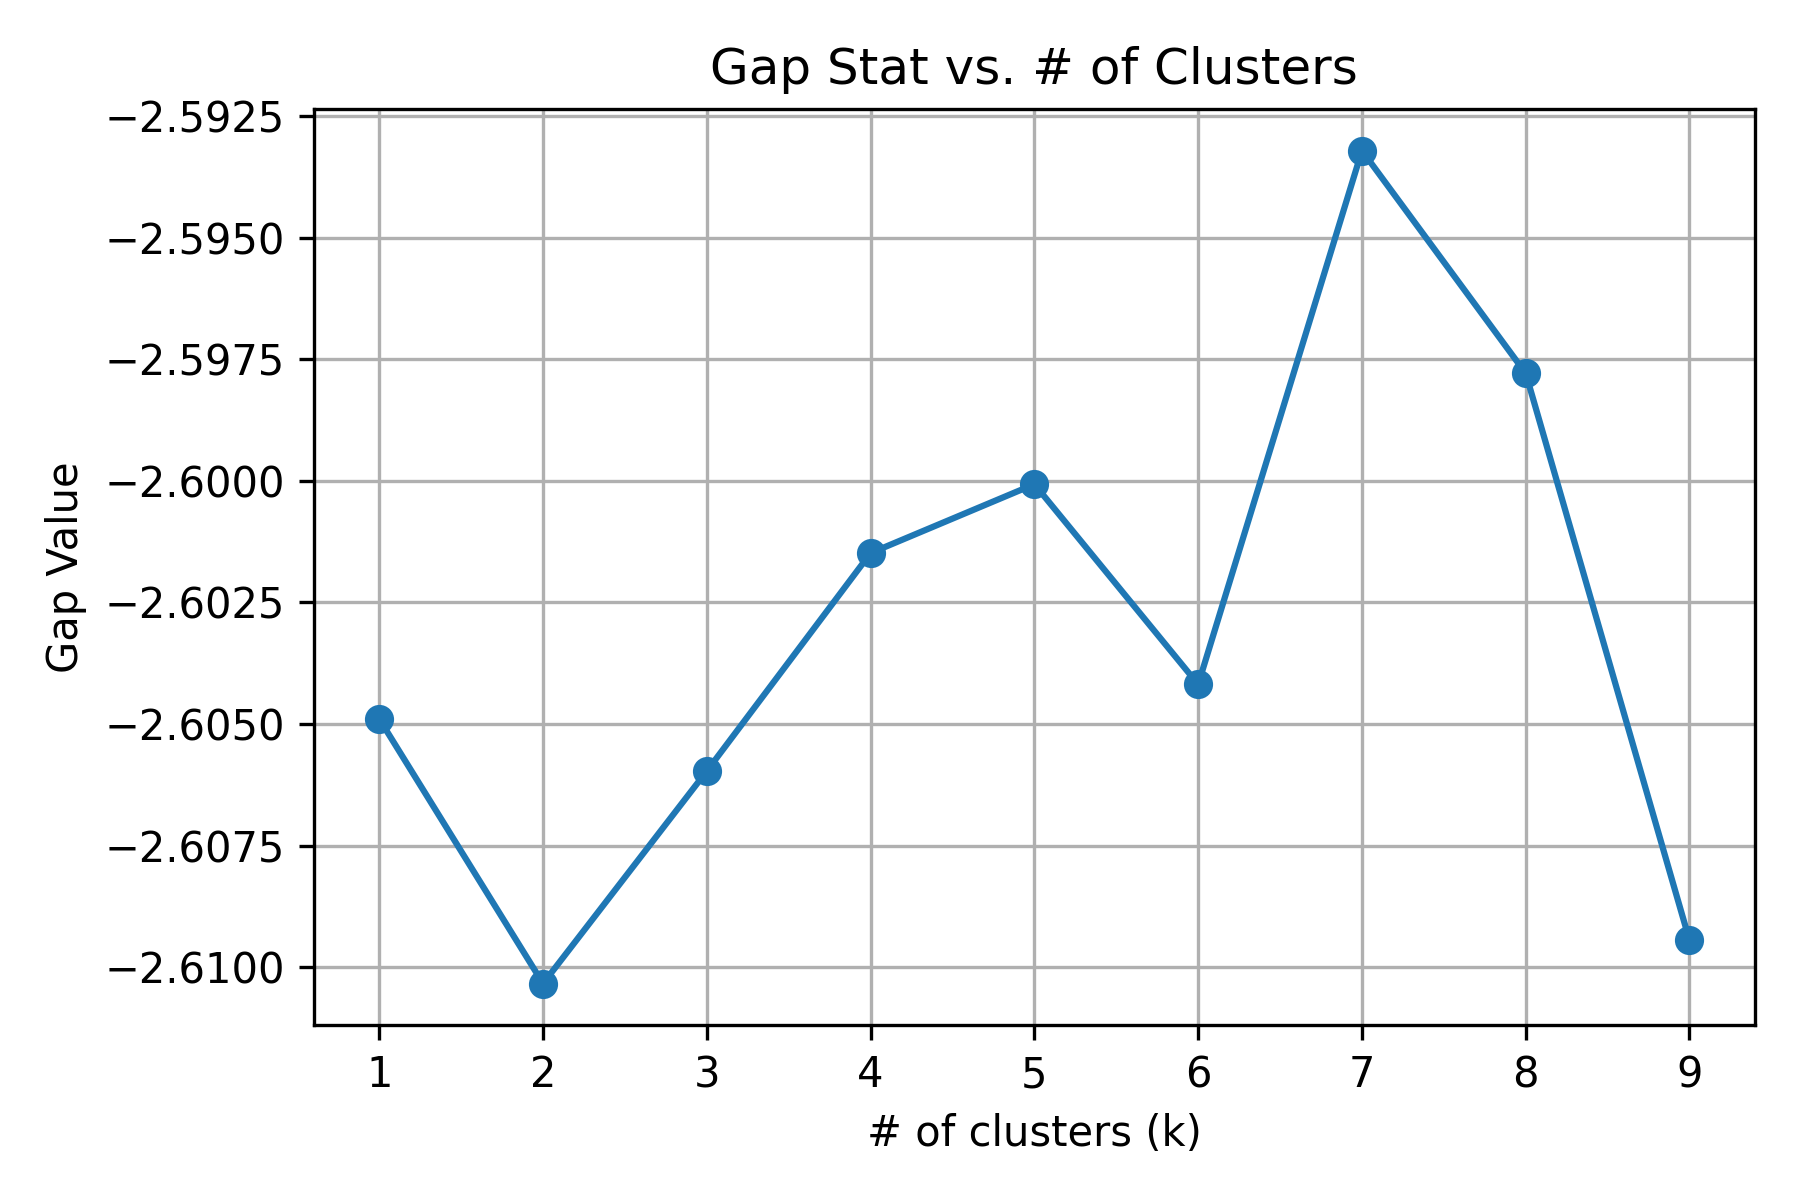 Gap Stat vs. # of Clusters
−2.5925
−2.5950
−2.5975
−2.6000
−2.6025
−2.6050
−2.6075
−2.6100
Gap Value
1 2 3 4 5 6 7 8 9
# of clusters (k)